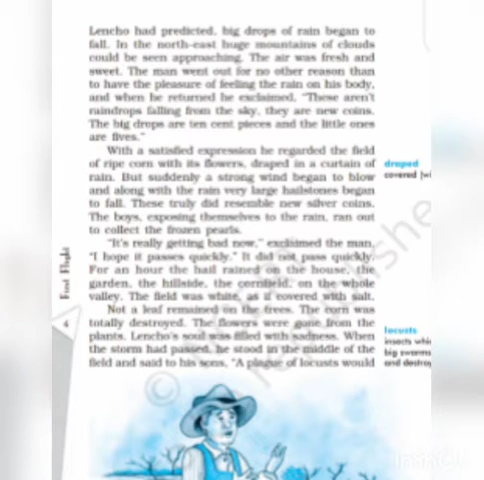 Lencho had predicted, big drops of rain began to
fall. In the north-east huge mountains of clouds
could be seen approaching. The air was fresh and
sweet. The man went out for no other reason than
to have the pleasure of feeling the rain on his body,
and when he returned he exclaimed, "These aren't
raindrops falling from the sky, they are new coins.
The big drops are ten cent pieces and the little ones
are fives."
With a satisfied expression he regarded the field
of ripe corn with its flowers, draped in a curtain of
rain. But suddenly a strong wind began to blow
and along with the rain very large hailstones began
to fall. These truly did resemble new silver coins.
The boys, exposing themselves to the rain, ran out
to collect the frozen pearls.
"It's really getting bad now," exclaimed the man.
"I hope it passes quickly." It did not pass quickly.
For an hour the hail rained on the house, the
garden, the hillside, the cornfield, on the whole
valley. The field was white, as if covered with salt.
Not a leaf remained on the trees. The corn was
totally destroyed. The flowers were gone from the
plants. Lencho's soul was filled with sadness. When
the storm had passed, he stood in the middle of the
field and said to his sons, "A plague of locusts would
draped
covered (wi
locusts
insects whi
big swarms
and destroy
First Flight
4